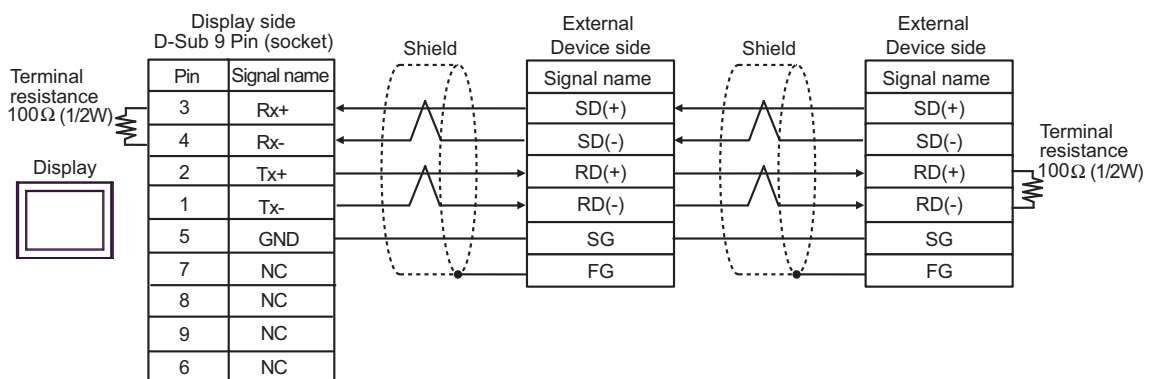 Display side
D-Sub 9 Pin (socket)
Shield
External
Device side
Shield
External
Device side
Terminal
resistance
100Ω (1/2W)
Display
Pin Signal name
3 Rx+
4 Rx-
2 Tx+
1 Tx-
5 GND
7 NC
8 NC
9 NC
6 NC
Signal name
SD(+)
SD(-)
RD(+)
RD(-)
SG
FG
Signal name
SD(+)
SD(-)
RD(+)
RD(-)
SG
FG
Terminal
resistance
100Ω (1/2W)